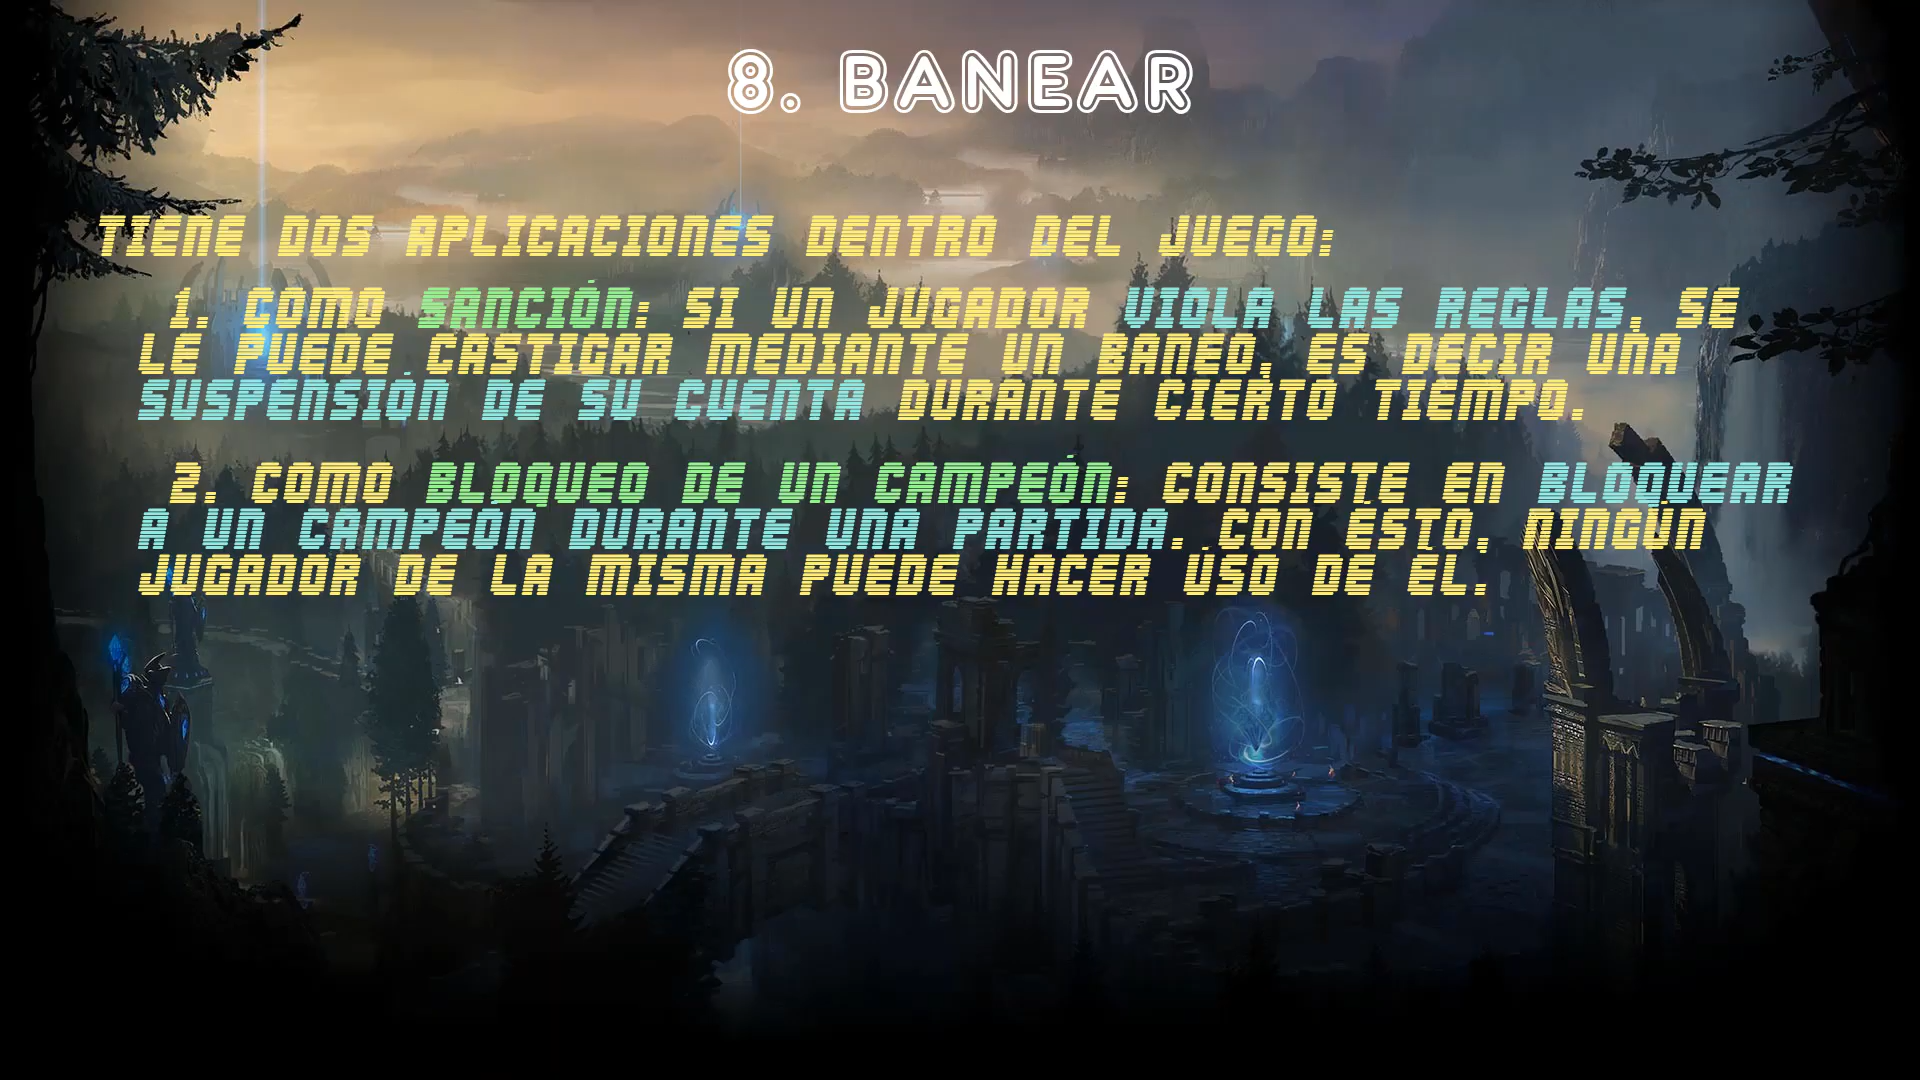 8. BANEAR
TIENE DOS APLICACIONES DENTRO DEL JUEGO:
1. COMO SANCIÓN: SI UN JUGADOR VIOLA LAS REGLAS, SE
LE PUEDE CASTIGAR MEDIANTE UN BANEO, ES DECIR UNA
SUSPENSIÓN DE SU CUENTA DURANTE CIERTO TIEMPO.
2. COMO BLOQUEO DE UN CAMPEÓN: CONSISTE EN BLOQUEAR
A UN CAMPEÓN DURANTE UNA PARTIDA. CON ÉSTO, NINGÚN
JUGADOR DE LA MISMA PUEDE HACER ÚSO DE ÉL.